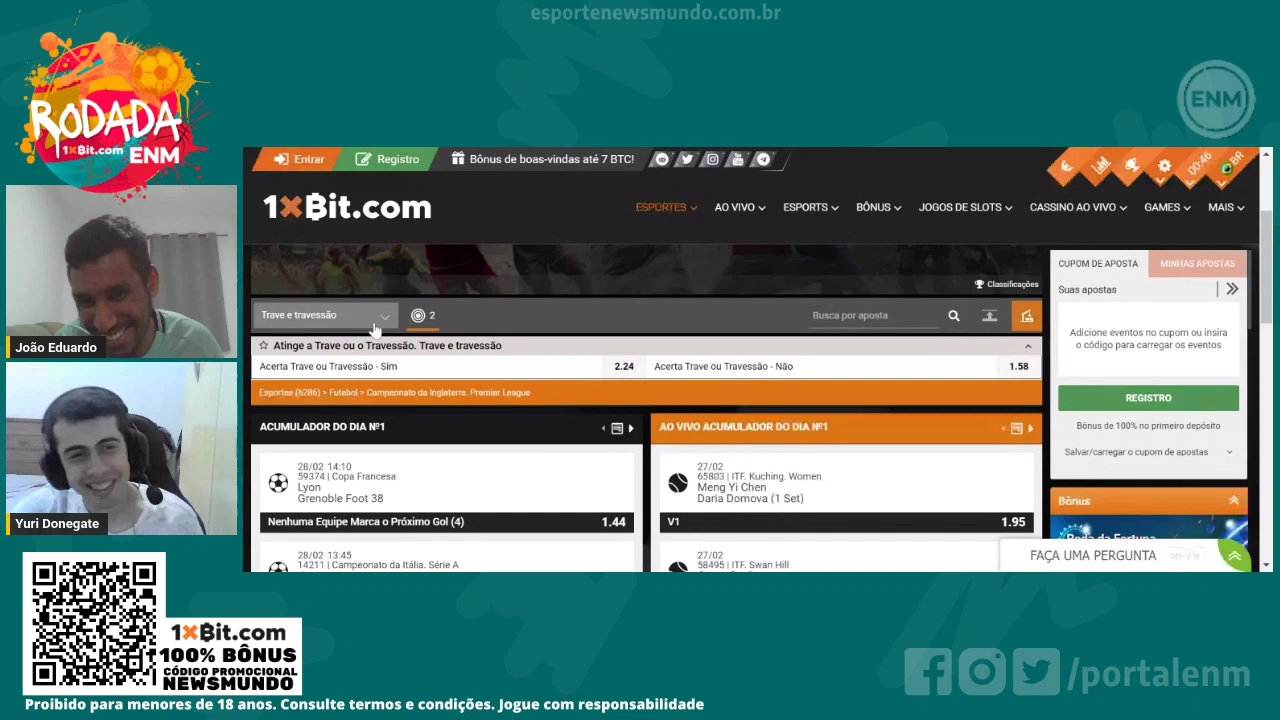 esportenewsmundo.com.br
RODADA
1xBit.com
ENM
ENM
Entrar
Registro
Bônus de boas-vindas até 7 BTC!
00:46
BR
1xBit.com
ESPORTES
AO VIVO
ESPORTS
BÔNUS
JOGOS DE SLOTS
CASSINO AO VIVO
GAMES
MAIS
Classificações
Trave e travessão
2
Busca por aposta
Atinge a Trave ou o Travessão. Trave e travessão
Acerta Trave ou Travessão - Sim 2.24
Acerta Trave ou Travessão - Não 1.58
Esportes (6286) > Futebol > Campeonato da Inglaterra. Premier League
ACUMULADOR DO DIA Nº1
28/02 14:10
59374 | Copa Francesa
Lyon
Grenoble Foot 38
Nenhuma Equipe Marca o Próximo Gol (4) 1.44
28/02 13:45
14211 | Campeonato da Itália. Série A
AO VIVO ACUMULADOR DO DIA Nº1
27/02
65803 | ITF. Kuching. Women
Meng Yi Chen
Daria Domova (1 Set)
V1 1.95
27/02
58495 | ITF. Swan Hill
CUPOM DE APOSTA
MINHAS APOSTAS
Suas apostas
Adicione eventos no cupom ou insira
o código para carregar os eventos
REGISTRO
Bônus de 100% no primeiro depósito
Salvar/carregar o cupom de apostas
Bônus
Roda da Fortuna
FAÇA UMA PERGUNTA
João Eduardo
Yuri Donegate
1xBit.com
100% BÔNUS
CÓDIGO PROMOCIONAL
NEWSMUNDO
/portalenm
Proibido para menores de 18 anos. Consulte termos e condições. Jogue com responsabilidade